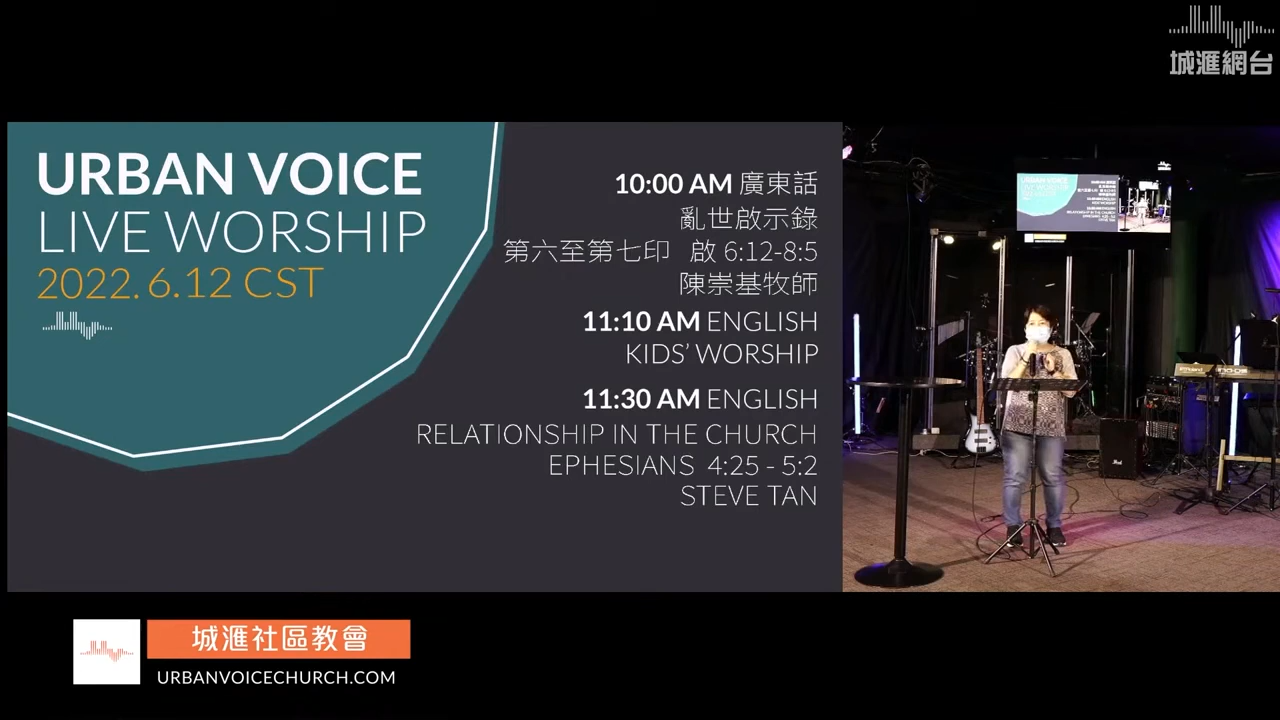 城滙網台
URBAN VOICE
LIVE WORSHIP
2022.6.12 CST
10:00 AM 廣東話
亂世啟示錄
第六至第七印 啟 6:12-8:5
陳崇基牧師
11:10 AM ENGLISH
KIDS' WORSHIP
11:30 AM ENGLISH
RELATIONSHIP IN THE CHURCH
EPHESIANS 4:25 - 5:2
STEVE TAN
城滙社區教會
URBANVOICECHURCH.COM